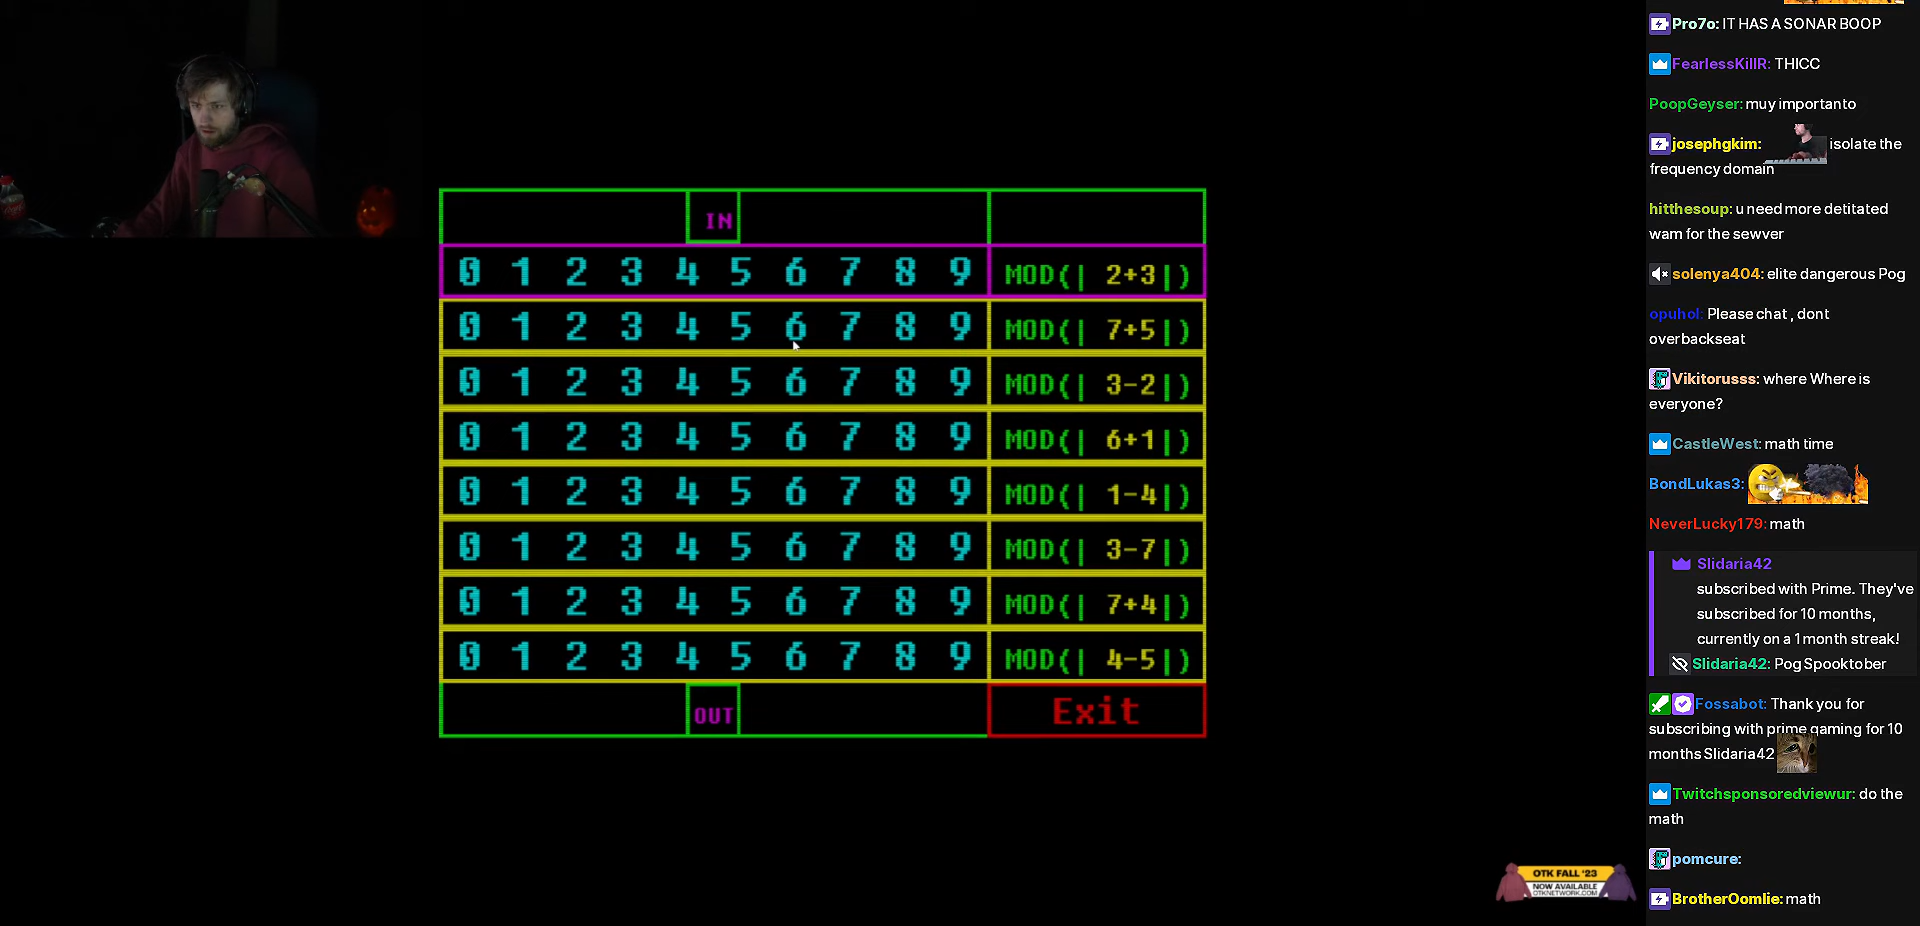 IN
0 1 2 3 4 5 6 7 8 9 MOD(| 2+3|)
0 1 2 3 4 5 6 7 8 9 MOD(| 7+5|)
0 1 2 3 4 5 6 7 8 9 MOD(| 3-2|)
0 1 2 3 4 5 6 7 8 9 MOD(| 6+1|)
0 1 2 3 4 5 6 7 8 9 MOD(| 1-4|)
0 1 2 3 4 5 6 7 8 9 MOD(| 3-7|)
0 1 2 3 4 5 6 7 8 9 MOD(| 7+4|)
0 1 2 3 4 5 6 7 8 9 MOD(| 4-5|)
OUT Exit
Pro7o: IT HAS A SONAR BOOP
FearlessKillR: THICC
PoopGeyser: muy importanto
josephgkim: isolate the
frequency domain
hitthesoup: u need more detitated
wam for the sewver
solenya404: elite dangerous Pog
opuhol: Please chat , dont
overbackseat
Vikitorusss: where Where is
everyone?
CastleWest: math time
BondLukas3:
NeverLucky179: math
Slidaria42
subscribed with Prime. They've
subscribed for 10 months,
currently on a 1 month streak!
Slidaria42: Pog Spooktober
Fossabot: Thank you for
subscribing with prime gaming for 10
months Slidaria42
Twitchsponsoredviewur: do the
math
pomcure:
BrotherOomlie: math
OTK FALL '23
NOW AVAILABLE
OTKNETWORK.COM